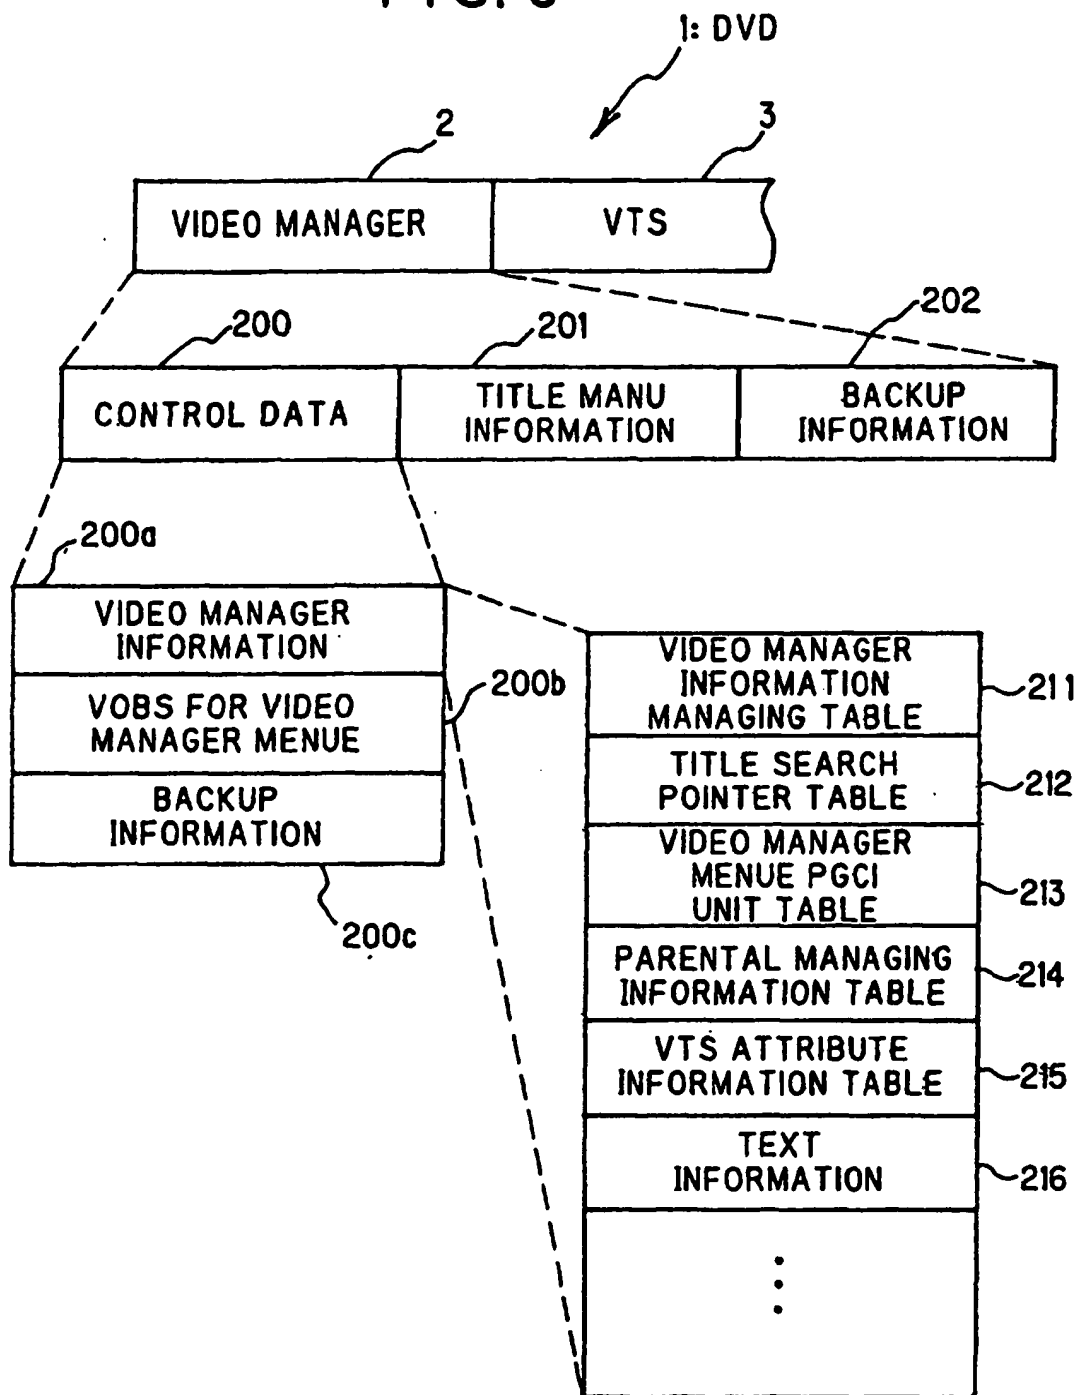 1: DVD
2
3
VIDEO MANAGER
VTS
200
201
202
CONTROL DATA
TITLE MANU
INFORMATION
BACKUP
INFORMATION
200a
VIDEO MANAGER
INFORMATION
200b
VOBS FOR VIDEO
MANAGER MENUE
BACKUP
INFORMATION
200c
VIDEO MANAGER
INFORMATION
MANAGING TABLE
211
TITLE SEARCH
POINTER TABLE
212
VIDEO MANAGER
MENUE PGCI
UNIT TABLE
213
PARENTAL MANAGING
INFORMATION TABLE
214
VTS ATTRIBUTE
INFORMATION TABLE
215
TEXT
INFORMATION
216